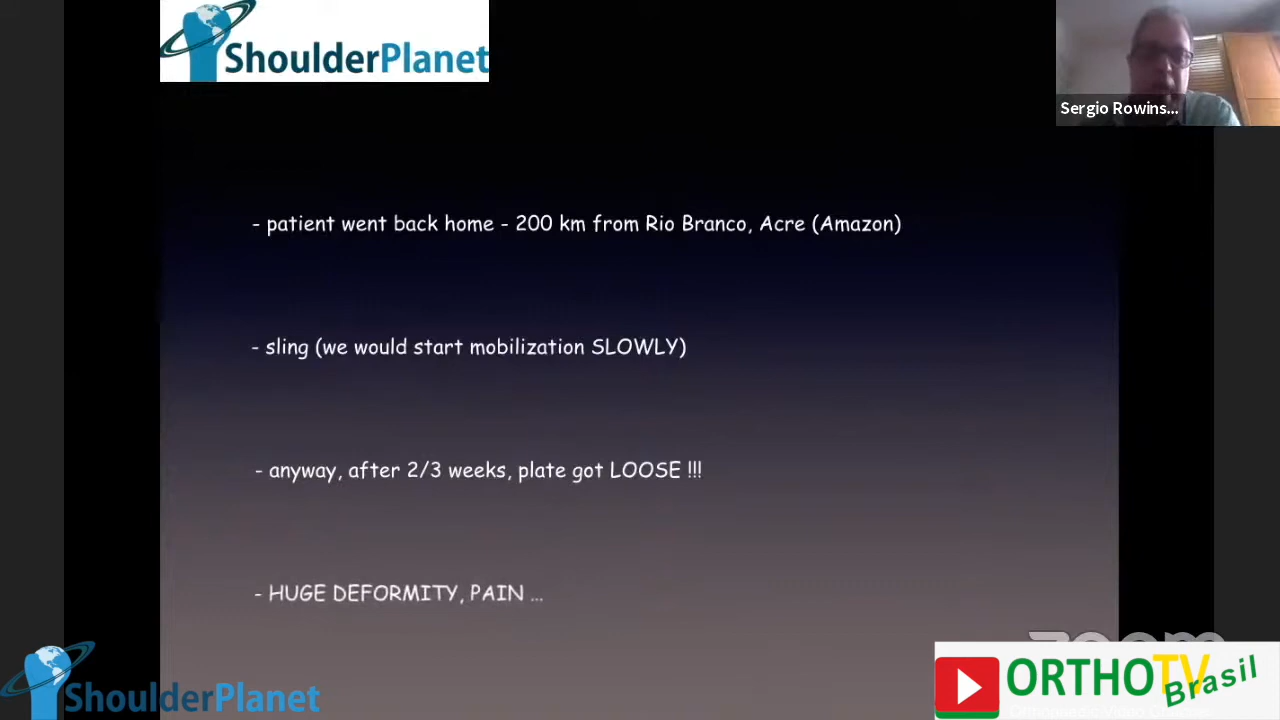 ShoulderPlanet
Sergio Rowins...
- patient went back home - 200 km from Rio Branco, Acre (Amazon)
- sling (we would start mobilization SLOWLY)
- anyway, after 2/3 weeks, plate got LOOSE !!!
- HUGE DEFORMITY, PAIN ...
zoom
ShoulderPlanet
ORTHOTV
Brasil